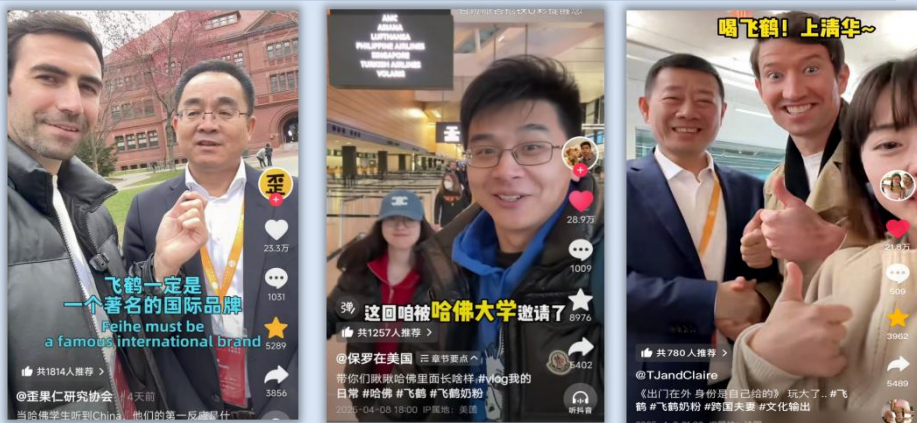 歪
23.3万
1031
5289
3856
飞鹤一定是
一个著名的国际品牌
Feihe must be
a famous international brand
共1814人推荐 >
@歪果仁研究协会 · 4天前
当哈佛学生听到China，他们的第一反应是什
AMC
ASIANA
LUFTHANSA
PHILIPPINE AIRLINES
SINGAPORE
TURKISH AIRLINES
VOLARIS
28.9万
1009
8976
5402
听抖音
弹
这回咱被哈佛大学邀请了
共1257人推荐 >
@保罗在美国
章节要点
带你们瞅瞅哈佛里面长啥样 #vlog我的
日常 #哈佛 #飞鹤 #飞鹤奶粉
2025-04-08 18:00 IP属地：美国
喝飞鹤！上清华~
509
3962
5489
共780人推荐 >
@TJandClaire
《出门在外 身份是自己给的》 玩大了.. #飞
鹤 #飞鹤奶粉 #跨国夫妻 #文化输出